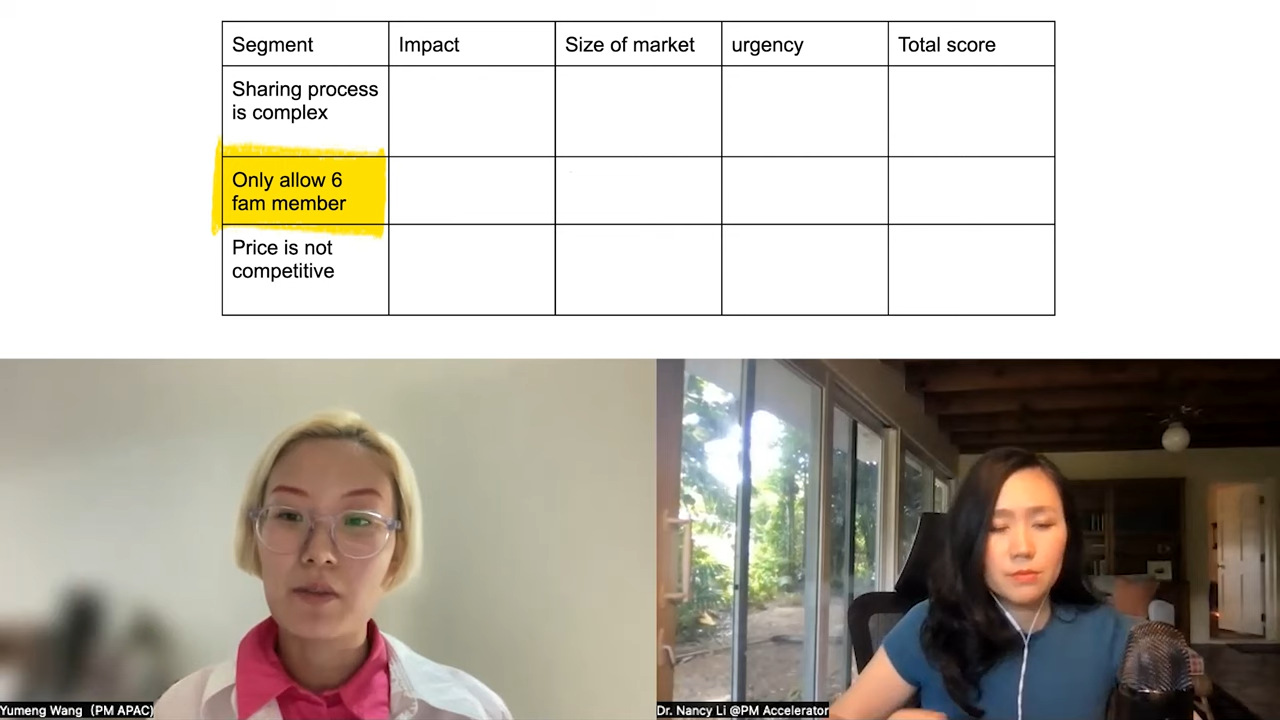 Segment
Impact
Size of market
urgency
Total score
Sharing process
is complex
Only allow 6
fam member
Price is not
competitive
Yumeng Wang（PM APAC)
Dr. Nancy Li @PM Accelerator